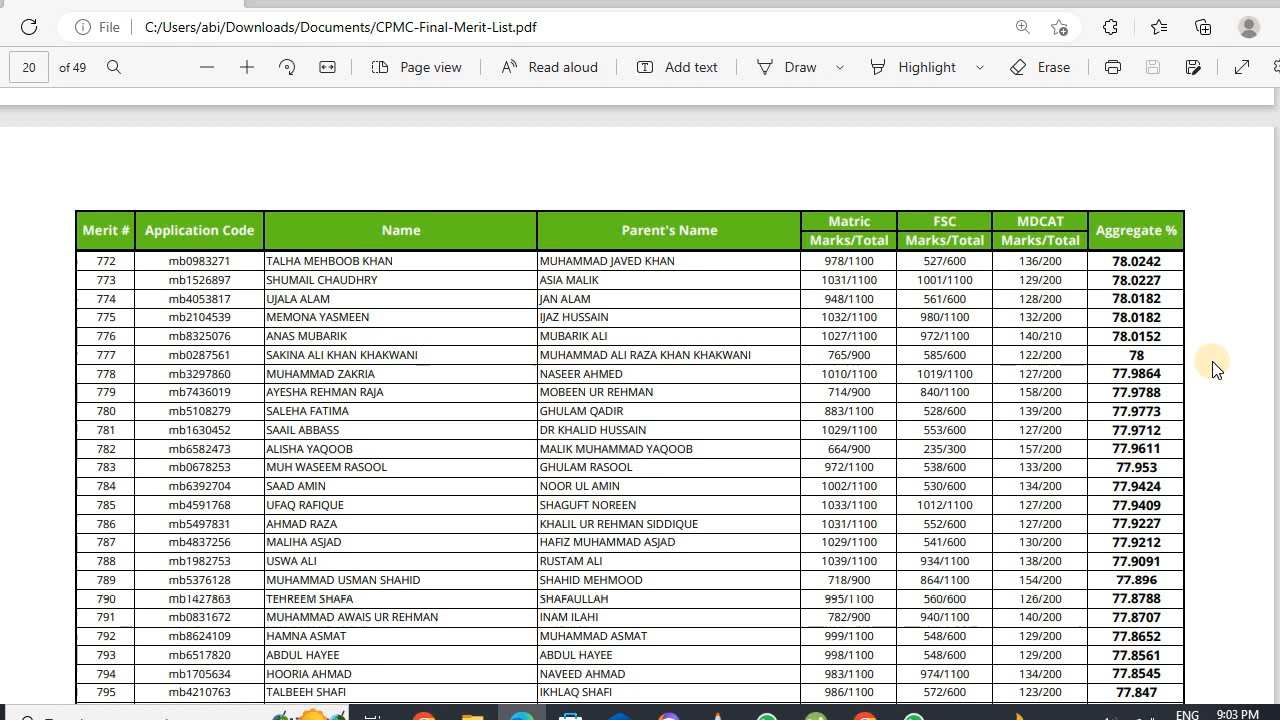 File C:/Users/abi/Downloads/Documents/CPMC-Final-Merit-List.pdf
20 of 49 Page view Read aloud Add text Draw Highlight Erase
Merit # Application Code Name Parent's Name Matric FSC MDCAT Aggregate %
Marks/Total Marks/Total Marks/Total
772 mb0983271 TALHA MEHBOOB KHAN MUHAMMAD JAVED KHAN 978/1100 527/600 136/200 78.0242
773 mb1526897 SHUMAIL CHAUDHRY ASIA MALIK 1031/1100 1001/1100 129/200 78.0227
774 mb4053817 UJALA ALAM JAN ALAM 948/1100 561/600 128/200 78.0182
775 mb2104539 MEMONA YASMEEN IJAZ HUSSAIN 1032/1100 980/1100 132/200 78.0182
776 mb8325076 ANAS MUBARIK MUBARIK ALI 1027/1100 972/1100 140/210 78.0152
777 mb0287561 SAKINA ALI KHAN KHAKWANI MUHAMMAD ALI RAZA KHAN KHAKWANI 765/900 585/600 122/200 78
778 mb3297860 MUHAMMAD ZAKRIA NASEER AHMED 1010/1100 1019/1100 127/200 77.9864
779 mb7436019 AYESHA REHMAN RAJA MOBEEN UR REHMAN 714/900 840/1100 158/200 77.9788
780 mb5108279 SALEHA FATIMA GHULAM QADIR 883/1100 528/600 139/200 77.9773
781 mb1630452 SAAIL ABBASS DR KHALID HUSSAIN 1029/1100 553/600 127/200 77.9712
782 mb6582473 ALISHA YAQOOB MALIK MUHAMMAD YAQOOB 664/900 235/300 157/200 77.9611
783 mb0678253 MUH WASEEM RASOOL GHULAM RASOOL 972/1100 538/600 133/200 77.953
784 mb6392704 SAAD AMIN NOOR UL AMIN 1002/1100 530/600 134/200 77.9424
785 mb4591768 UFAQ RAFIQUE SHAGUFT NOREEN 1033/1100 1012/1100 127/200 77.9409
786 mb5497831 AHMAD RAZA KHALIL UR REHMAN SIDDIQUE 1031/1100 552/600 127/200 77.9227
787 mb4837256 MALIHA ASJAD HAFIZ MUHAMMAD ASJAD 1029/1100 541/600 130/200 77.9212
788 mb1982753 USWA ALI RUSTAM ALI 1039/1100 934/1100 138/200 77.9091
789 mb5376128 MUHAMMAD USMAN SHAHID SHAHID MEHMOOD 718/900 864/1100 154/200 77.896
790 mb1427863 TEHREEM SHAFA SHAFAULLAH 995/1100 560/600 126/200 77.8788
791 mb0831672 MUHAMMAD AWAIS UR REHMAN INAM ILAHI 782/900 940/1100 140/200 77.8707
792 mb8624109 HAMNA ASMAT MUHAMMAD ASMAT 999/1100 548/600 129/200 77.8652
793 mb6517820 ABDUL HAYEE ABDUL HAYEE 998/1100 548/600 129/200 77.8561
794 mb1705634 HOORIA AHMAD NAVEED AHMAD 983/1100 974/1100 134/200 77.8545
795 mb4210763 TALBEEH SHAFI IKHLAQ SHAFI 986/1100 572/600 123/200 77.847
ENG 9:03 PM